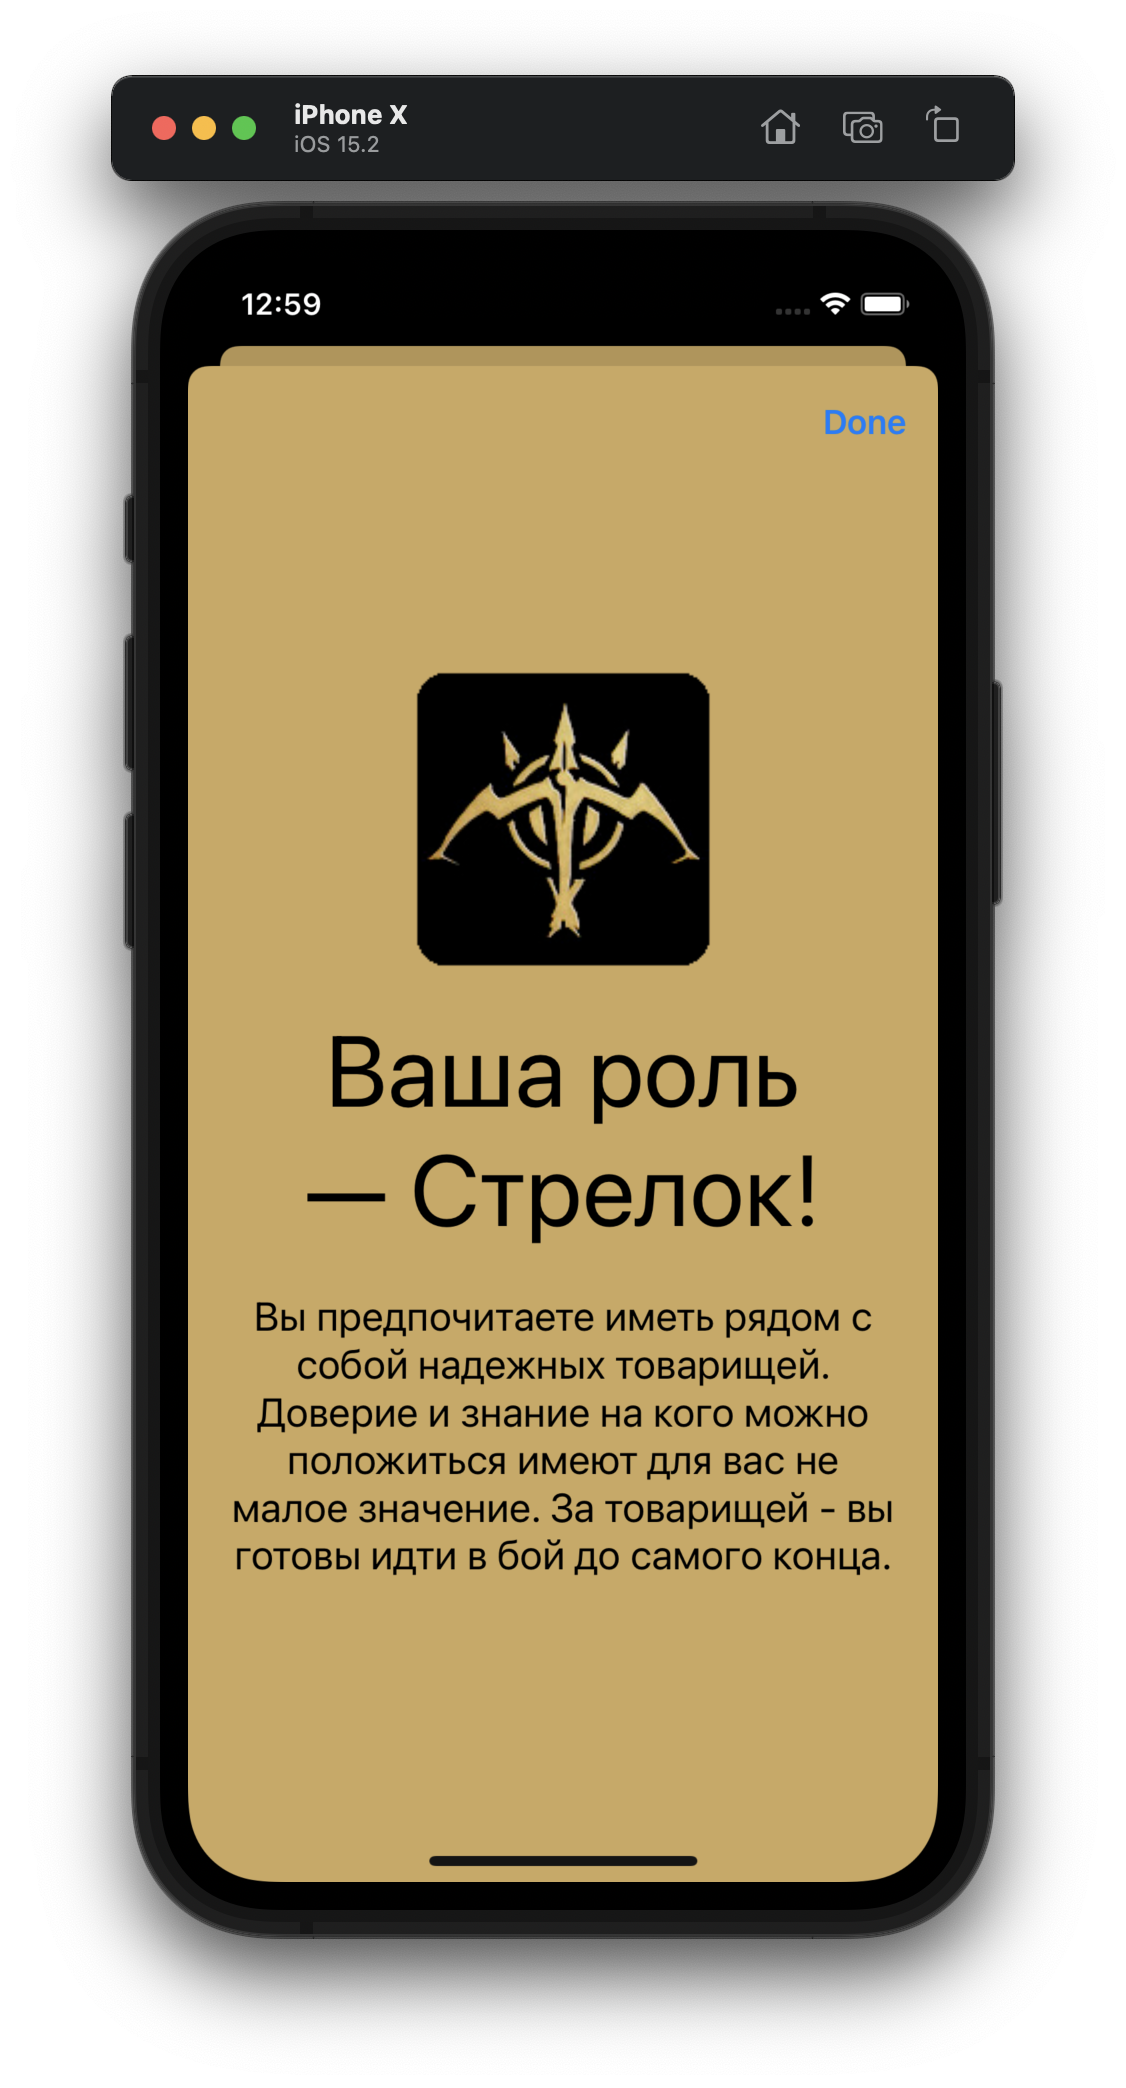 iPhone X
iOS 15.2
12:59
Done
Ваша роль
— Стрелок!
Вы предпочитаете иметь рядом с
собой надежных товарищей.
Доверие и знание на кого можно
положиться имеют для вас не
малое значение. За товарищей - вы
готовы идти в бой до самого конца.